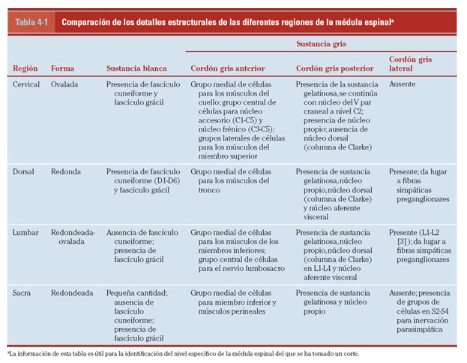 Tabla 4-1 Comparación de los detalles estructurales de las diferentes regiones de la médula espinalª
Sustancia gris
Región Forma Sustancia blanca Cordón gris anterior Cordón gris posterior Cordón gris lateral
Cervical
Ovalada
Presencia de fascículo
cuneiforme y
fascículo grácil
Grupo medial de células
para los músculos del
cuello; grupo central de
células para núcleo
accesorio (C1-C5) y
núcleo frénico (C3-C5);
grupos laterales de células
para los músculos del
miembro superior
Presencia de la sustancia
gelatinosa, se continúa
con núcleo del V par
craneal a nivel C2;
presencia de núcleo
propio; ausencia de
núcleo dorsal
(columna de Clarke)
Ausente
Dorsal
Redonda
Presencia de fascículo
cuneiforme (D1-D6)
y fascículo grácil
Grupo medial de células
para los músculos del
tronco
Presencia de sustancia
gelatinosa, núcleo
propio, núcleo dorsal
(columna de Clarke)
y núcleo aferente
visceral
Presente; da lugar
a fibras
simpáticas
preganglionares
Lumbar
Redondeada-
ovalada
Ausencia de fascículo
cuneiforme;
presencia de
fascículo grácil
Grupo medial de células
para los músculos de los
miembros inferiores;
grupo central de células
para el nervio lumbosacro
Presencia de sustancia
gelatinosa, núcleo
propio, núcleo dorsal
(columna de Clarke)
en L1-L4 y núcleo
aferente visceral
Presente (L1-L2
[3]); da lugar a
fibras simpáticas
preganglionares
Sacra
Redondeada
Pequeña cantidad;
ausencia de
fascículo
cuneiforme;
presencia de
fascículo grácil
Grupo medial de células
para miembro inferior y
músculos perineales
Presencia de sustancia
gelatinosa y núcleo
propio
Ausente; presencia
de grupos de
células en S2-S4
para inervación
parasimpática
ªLa información de esta tabla es útil para la identificación del nivel específico de la médula espinal del que se ha tomado un corte.